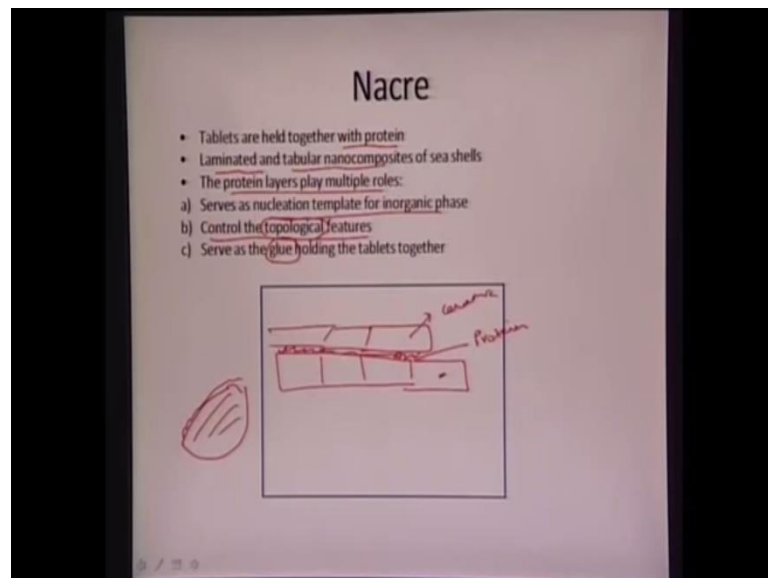 Nacre
• Tablets are held together with protein
• Laminated and tabular nanocomposites of sea shells
• The protein layers play multiple roles:
a) Serves as nucleation template for inorganic phase
b) Control the topological features
c) Serve as the glue holding the tablets together
ceramic
Protein